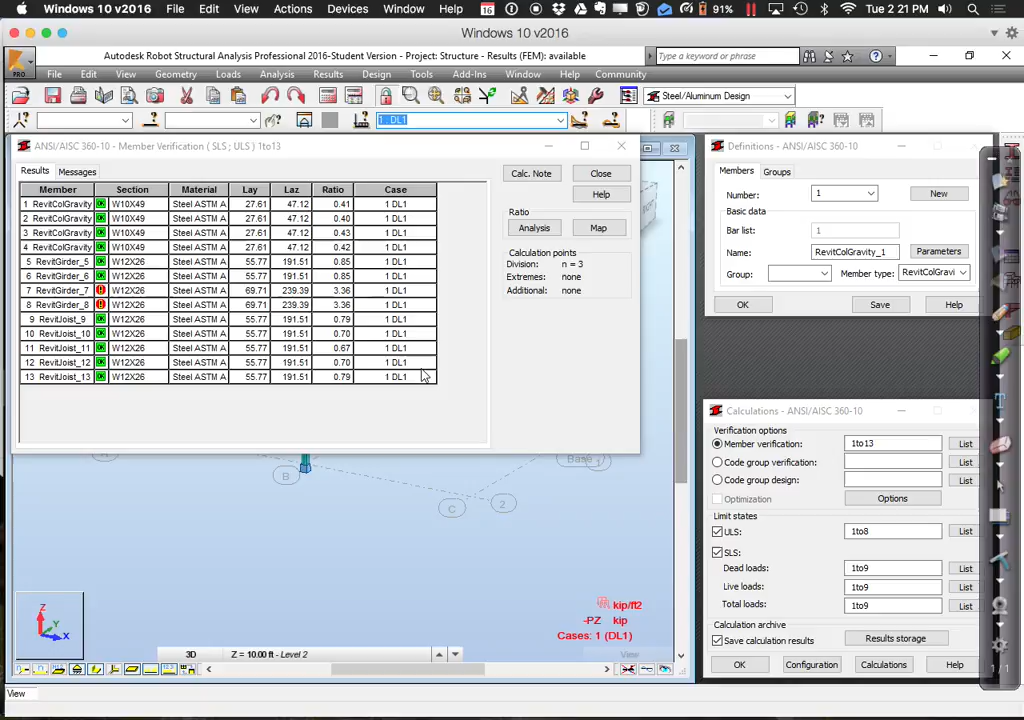 Windows 10 v2016 File Edit View Actions Devices Window Help 16 91% Tue 2 21 PM
Windows 10 v2016
Autodesk Robot Structural Analysis Professional 2016-Student Version - Project: Structure - Results (FEM): available
Type a keyword or phrase
PRO
File Edit View Geometry Loads Analysis Results Design Tools Add-Ins Window Help Community
Steel/Aluminum Design
1 : DL1
ANSI/AISC 360-10 - Member Verification ( SLS ; ULS ) 1to13
Results Messages
Member Section Material Lay Laz Ratio Case
1 RevitColGravity OK W10X49 Steel ASTM A 27.61 47.12 0.41 1 DL1
2 RevitColGravity OK W10X49 Steel ASTM A 27.61 47.12 0.40 1 DL1
3 RevitColGravity OK W10X49 Steel ASTM A 27.61 47.12 0.43 1 DL1
4 RevitColGravity OK W10X49 Steel ASTM A 27.61 47.12 0.42 1 DL1
5 RevitGirder_5 OK W12X26 Steel ASTM A 55.77 191.51 0.85 1 DL1
6 RevitGirder_6 OK W12X26 Steel ASTM A 55.77 191.51 0.85 1 DL1
7 RevitGirder_7 W12X26 Steel ASTM A 69.71 239.39 3.36 1 DL1
8 RevitGirder_8 W12X26 Steel ASTM A 69.71 239.39 3.36 1 DL1
9 RevitJoist_9 OK W12X26 Steel ASTM A 55.77 191.51 0.79 1 DL1
10 RevitJoist_10 OK W12X26 Steel ASTM A 55.77 191.51 0.70 1 DL1
11 RevitJoist_11 OK W12X26 Steel ASTM A 55.77 191.51 0.67 1 DL1
12 RevitJoist_12 OK W12X26 Steel ASTM A 55.77 191.51 0.70 1 DL1
13 RevitJoist_13 OK W12X26 Steel ASTM A 55.77 191.51 0.79 1 DL1
Calc. Note Close
Help
Ratio
Analysis Map
Calculation points
Division: n = 3
Extremes: none
Additional: none
Definitions - ANSI/AISC 360-10
Members Groups
Number: 1 New
Basic data
Bar list: 1
Name: RevitColGravity_1 Parameters
Group: Member type: RevitColGravi
OK Save Help
Calculations - ANSI/AISC 360-10
Verification options
Member verification: 1to13 List
Code group verification: List
Code group design: List
Optimization Options
Limit states
ULS: 1to8 List
SLS:
Dead loads: 1to9 List
Live loads: 1to9 List
Total loads: 1to9 List
Calculation archive
Save calculation results Results storage
OK Configuration Calculations Help
A B Base 1
C 2
Z Y X
kip/ft2
-PZ kip
Cases: 1 (DL1)
3D Z = 10.00 ft - Level 2 View
1 / 1
View